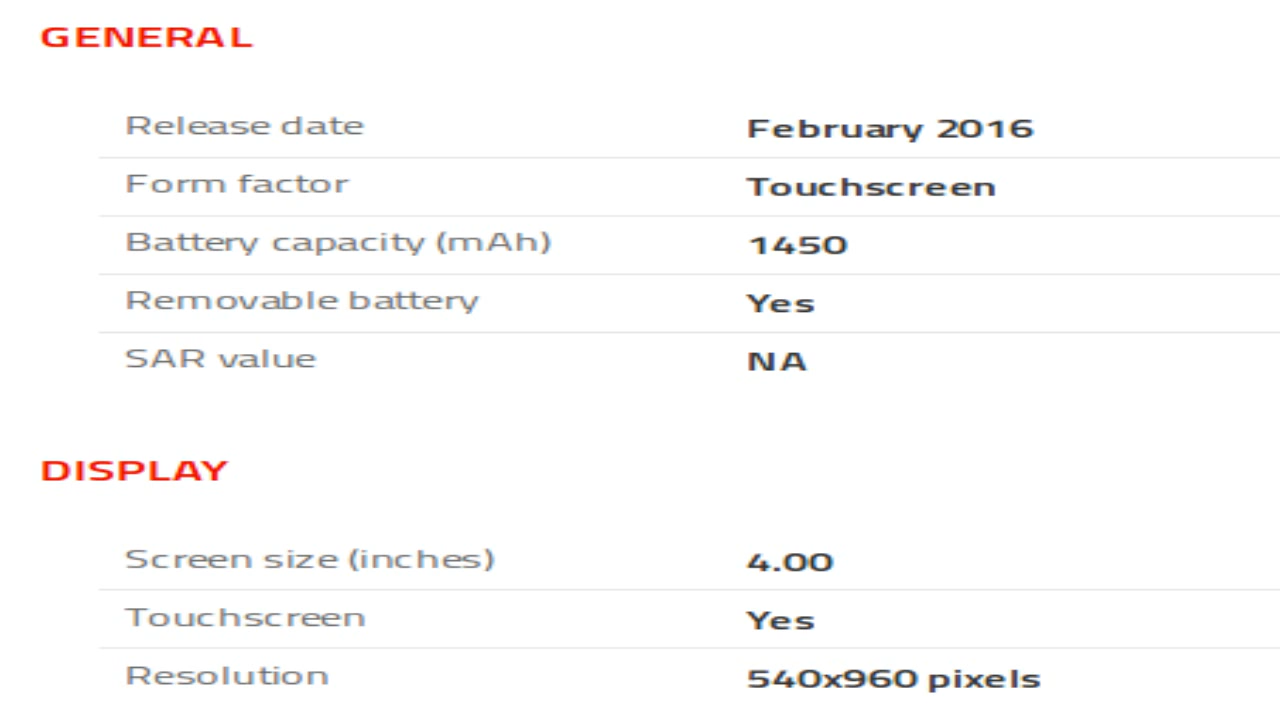 GENERAL
Release date February 2016
Form factor Touchscreen
Battery capacity (mAh) 1450
Removable battery Yes
SAR value NA
DISPLAY
Screen size (inches) 4.00
Touchscreen Yes
Resolution 540x960 pixels